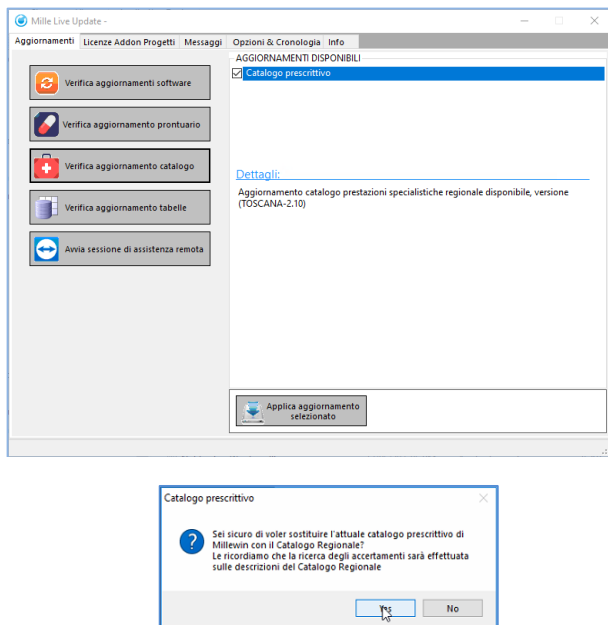 Mille Live Update -
Aggiornamenti Licenze Addon Progetti Messaggi Opzioni & Cronologia Info
AGGIORNAMENTI DISPONIBILI
Catalogo prescrittivo
Verifica aggiornamenti software
Verifica aggiornamento prontuario
Verifica aggiornamento catalogo
Verifica aggiornamento tabelle
Avvia sessione di assistenza remota
Dettagli:
Aggiornamento catalogo prestazioni specialistiche regionale disponibile, versione
(TOSCANA-2.10)
Applica aggiornamento
selezionato
Catalogo prescrittivo
Sei sicuro di voler sostituire l'attuale catalogo prescrittivo di
Millewin con il Catalogo Regionale?
Le ricordiamo che la ricerca degli accertamenti sarà effettuata
sulle descrizioni del Catalogo Regionale
Yes No